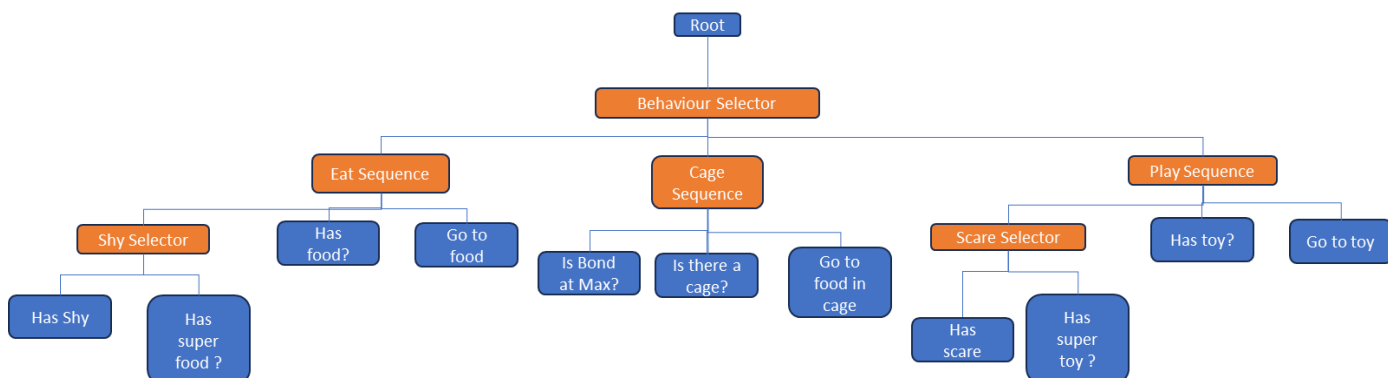 Root
Behaviour Selector
Eat Sequence
Cage
Sequence
Play Sequence
Shy Selector
Has
food?
Go to
food
Is Bond
at Max?
Is there a
cage?
Go to
food in
cage
Scare Selector
Has toy?
Go to toy
Has Shy
Has
super
food ?
Has
scare
Has
super
toy ?